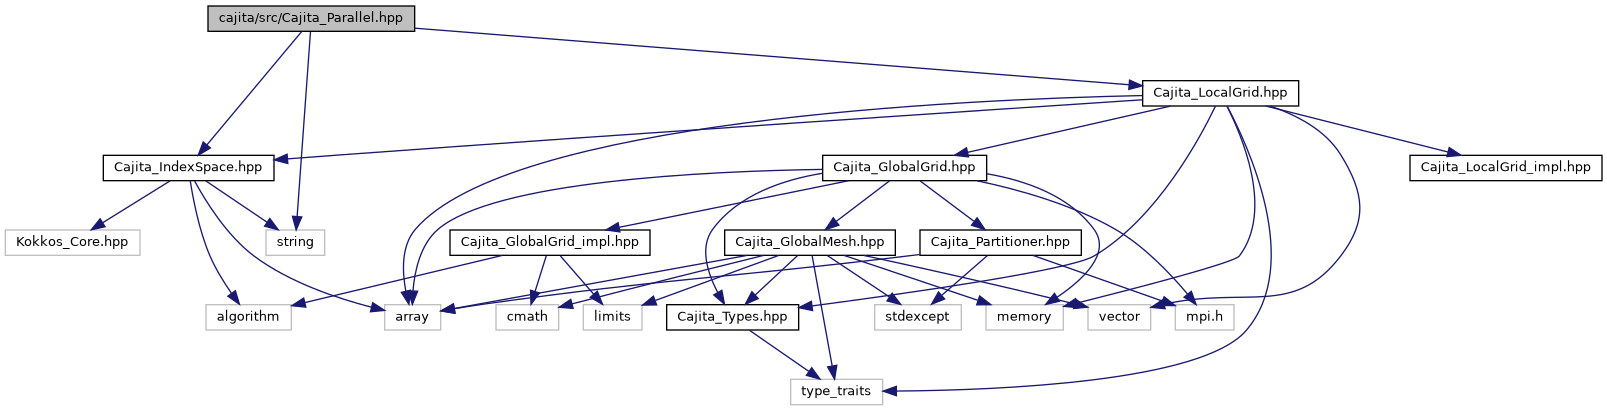 cajita/src/Cajita_Parallel.hpp
Cajita_LocalGrid.hpp
Cajita_IndexSpace.hpp
Cajita_GlobalGrid.hpp
Cajita_LocalGrid_impl.hpp
Kokkos_Core.hpp
string
Cajita_GlobalGrid_impl.hpp
Cajita_GlobalMesh.hpp
Cajita_Partitioner.hpp
algorithm
array
cmath
limits
Cajita_Types.hpp
stdexcept
memory
vector
mpi.h
type_traits